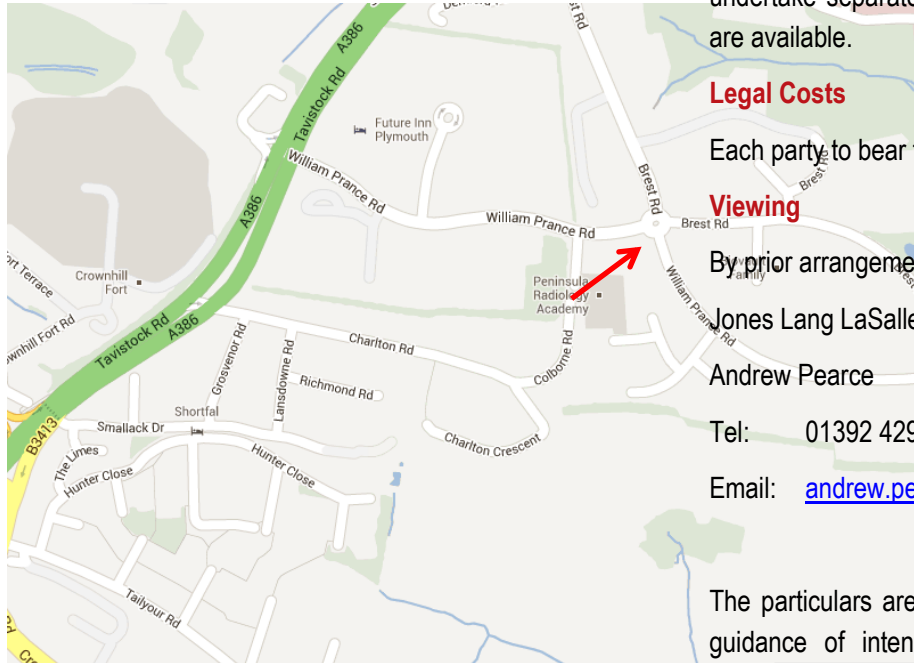 A386
Tavistock Rd
Future Inn
Plymouth
William Prance Rd
A386
William Prance Rd
Brest Rd
Brest Rd
Brest Rd
William Prance Rd
Peninsula
Radiology
Academy
Colborne Rd
Crownhill
Fort
Tavistock Rd
A386
Charlton Rd
Grosvenor Rd
Lansdowne Rd
Richmond Rd
Charlton Crescent
Shortfal
Smallack Dr
B3413
The Limes
Hunter Close
Hunter Close
Tailyour Rd
Rd
are available.
Legal Costs
Each party to bear
Viewing
By prior
Family
Jones Lang LaSalle
Andrew Pearce
Tel: 01392 429
Email: andrew.pe
The particulars are
guidance of inten